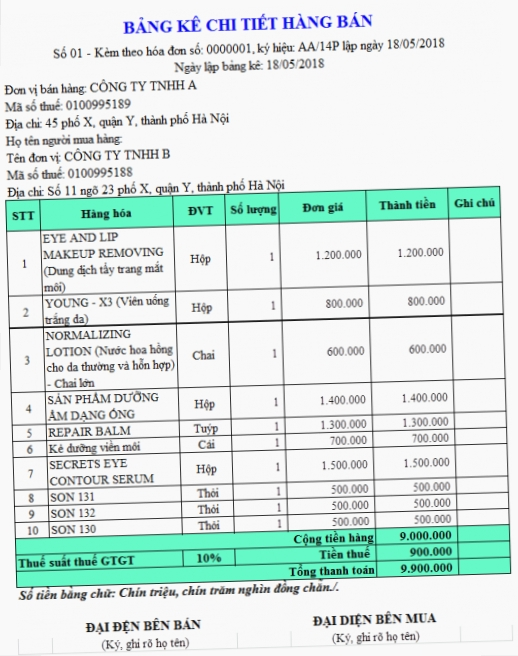 BẢNG KÊ CHI TIẾT HÀNG BÁN
Số 01 - Kèm theo hóa đơn số: 0000001, ký hiệu: AA/14P lập ngày 18/05/2018
Ngày lập bảng kê: 18/05/2018
Đơn vị bán hàng: CÔNG TY TNHH A
Mã số thuế: 0100995189
Địa chỉ: 45 phố X, quận Y, thành phố Hà Nội
Họ tên người mua hàng:
Tên đơn vị: CÔNG TY TNHH B
Mã số thuế: 0100995188
Địa chỉ: Số 11 ngõ 23 phố X, quận Y, thành phố Hà Nội
STT Hàng hóa ĐVT Số lượng Đơn giá Thành tiền Ghi chú
EYE AND LIP
MAKEUP REMOVING
1 (Dung dịch tẩy trang mắt Hộp 1 1.200.000 1.200.000
môi)
2 YOUNG - X3 (Viên uống Hộp 1 800.000 800.000
trắng da)
NORMALIZING
3 LOTION (Nước hoa hồng Chai 1 600.000 600.000
cho da thường và hỗn hợp)
- Chai lớn
4 SẢN PHẨM DƯỠNG Hộp 1 1.400.000 1.400.000
ẨM DẠNG ỐNG
5 REPAIR BALM Tuýp 1 1.300.000 1.300.000
6 Kẻ dưỡng viền môi Cái 1 700.000 700.000
7 SECRETS EYE Hộp 1 1.500.000 1.500.000
CONTOUR SERUM
8 SON 131 Thỏi 1 500.000 500.000
9 SON 132 Thỏi 1 500.000 500.000
10 SON 130 Thỏi 1 500.000 500.000
Cộng tiền hàng 9.000.000
Thuế suất thuế GTGT 10% Tiền thuế 900.000
Tổng thanh toán 9.900.000
Số tiền bằng chữ: Chín triệu, chín trăm nghìn đồng chẵn./.
ĐẠI DIỆN BÊN BÁN ĐẠI DIỆN BÊN MUA
(Ký, ghi rõ họ tên) (Ký, ghi rõ họ tên)